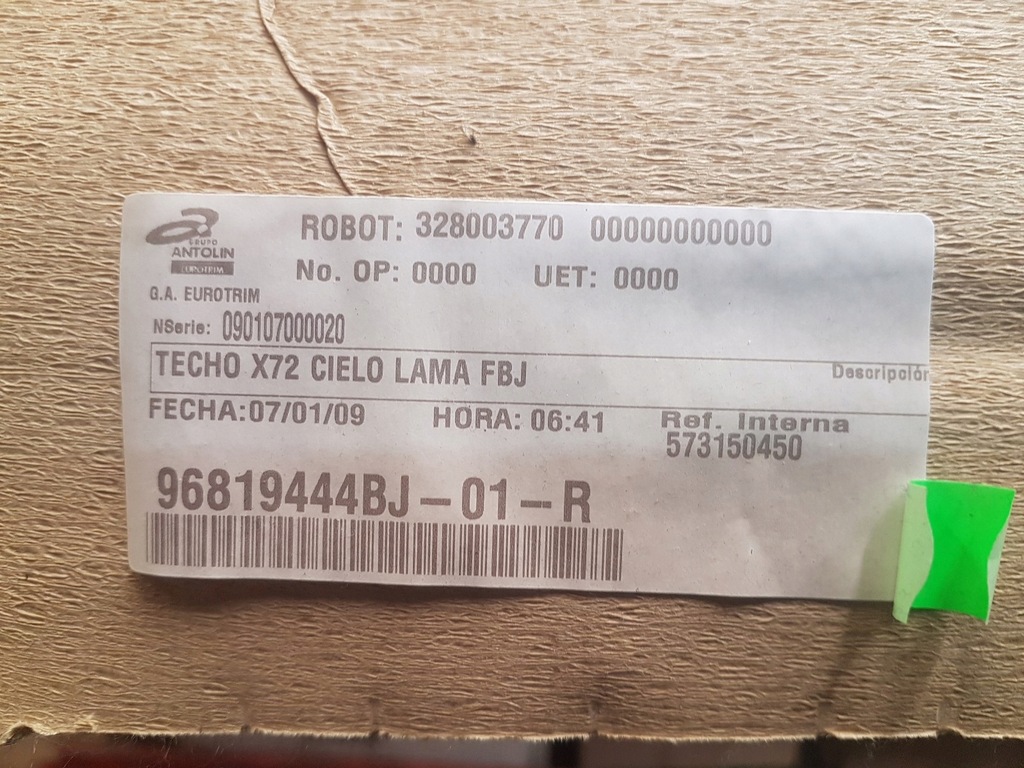 GRUPO
ANTOLIN
EUROTRIM
G.A. EUROTRIM
ROBOT: 328003770 00000000000
No. OP: 0000 UET: 0000
NSerie: 090107000020
TECHO X72 CIELO LAMA FBJ Descripción
FECHA:07/01/09 HORA: 06:41 Ref. Interna
573150450
96819444BJ-01-R